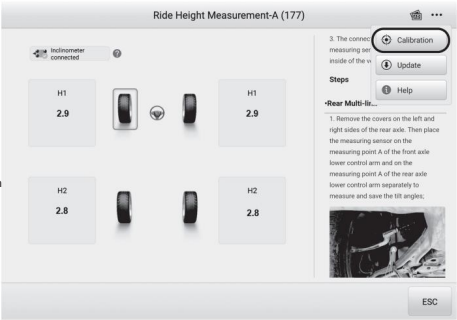 Ride Height Measurement-A (177)
Inclinometer
connected
H1
2.9
H1
2.9
H2
2.8
H2
2.8
3. The connec
measuring ser
inside of the v
Steps
•Rear Multi-lir...
1. Remove the covers on the left and
right sides of the rear axle. Then place
the measuring sensor on the
measuring point A of the front axle
lower control arm and on the
measuring point A of the rear axle
lower control arm separately to
measure and save the tilt angles;
Calibration
Update
Help
ESC